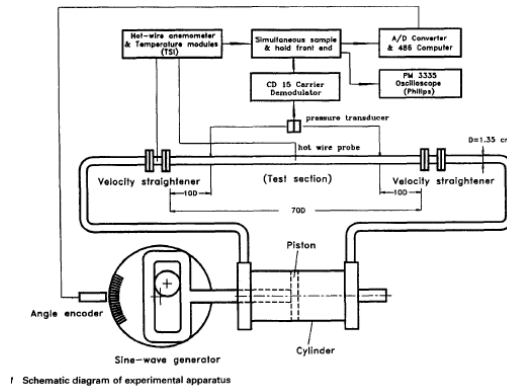 Hot-wire anemometer
& Temperature modules
(TSI)
Simultaneous sample
& hold front end
A/D Converter
& 486 Computer
CD 15 Carrier
Demodulator
PM 3335
Oscilloscope
(Philips)
pressure transducer
hot wire probe
D=1.35 cm
Velocity straightener
(Test section)
Velocity straightener
10D
10D
70D
Piston
Angle encoder
Cylinder
Sine-wave generator
Schematic diagram of experimental apparatus